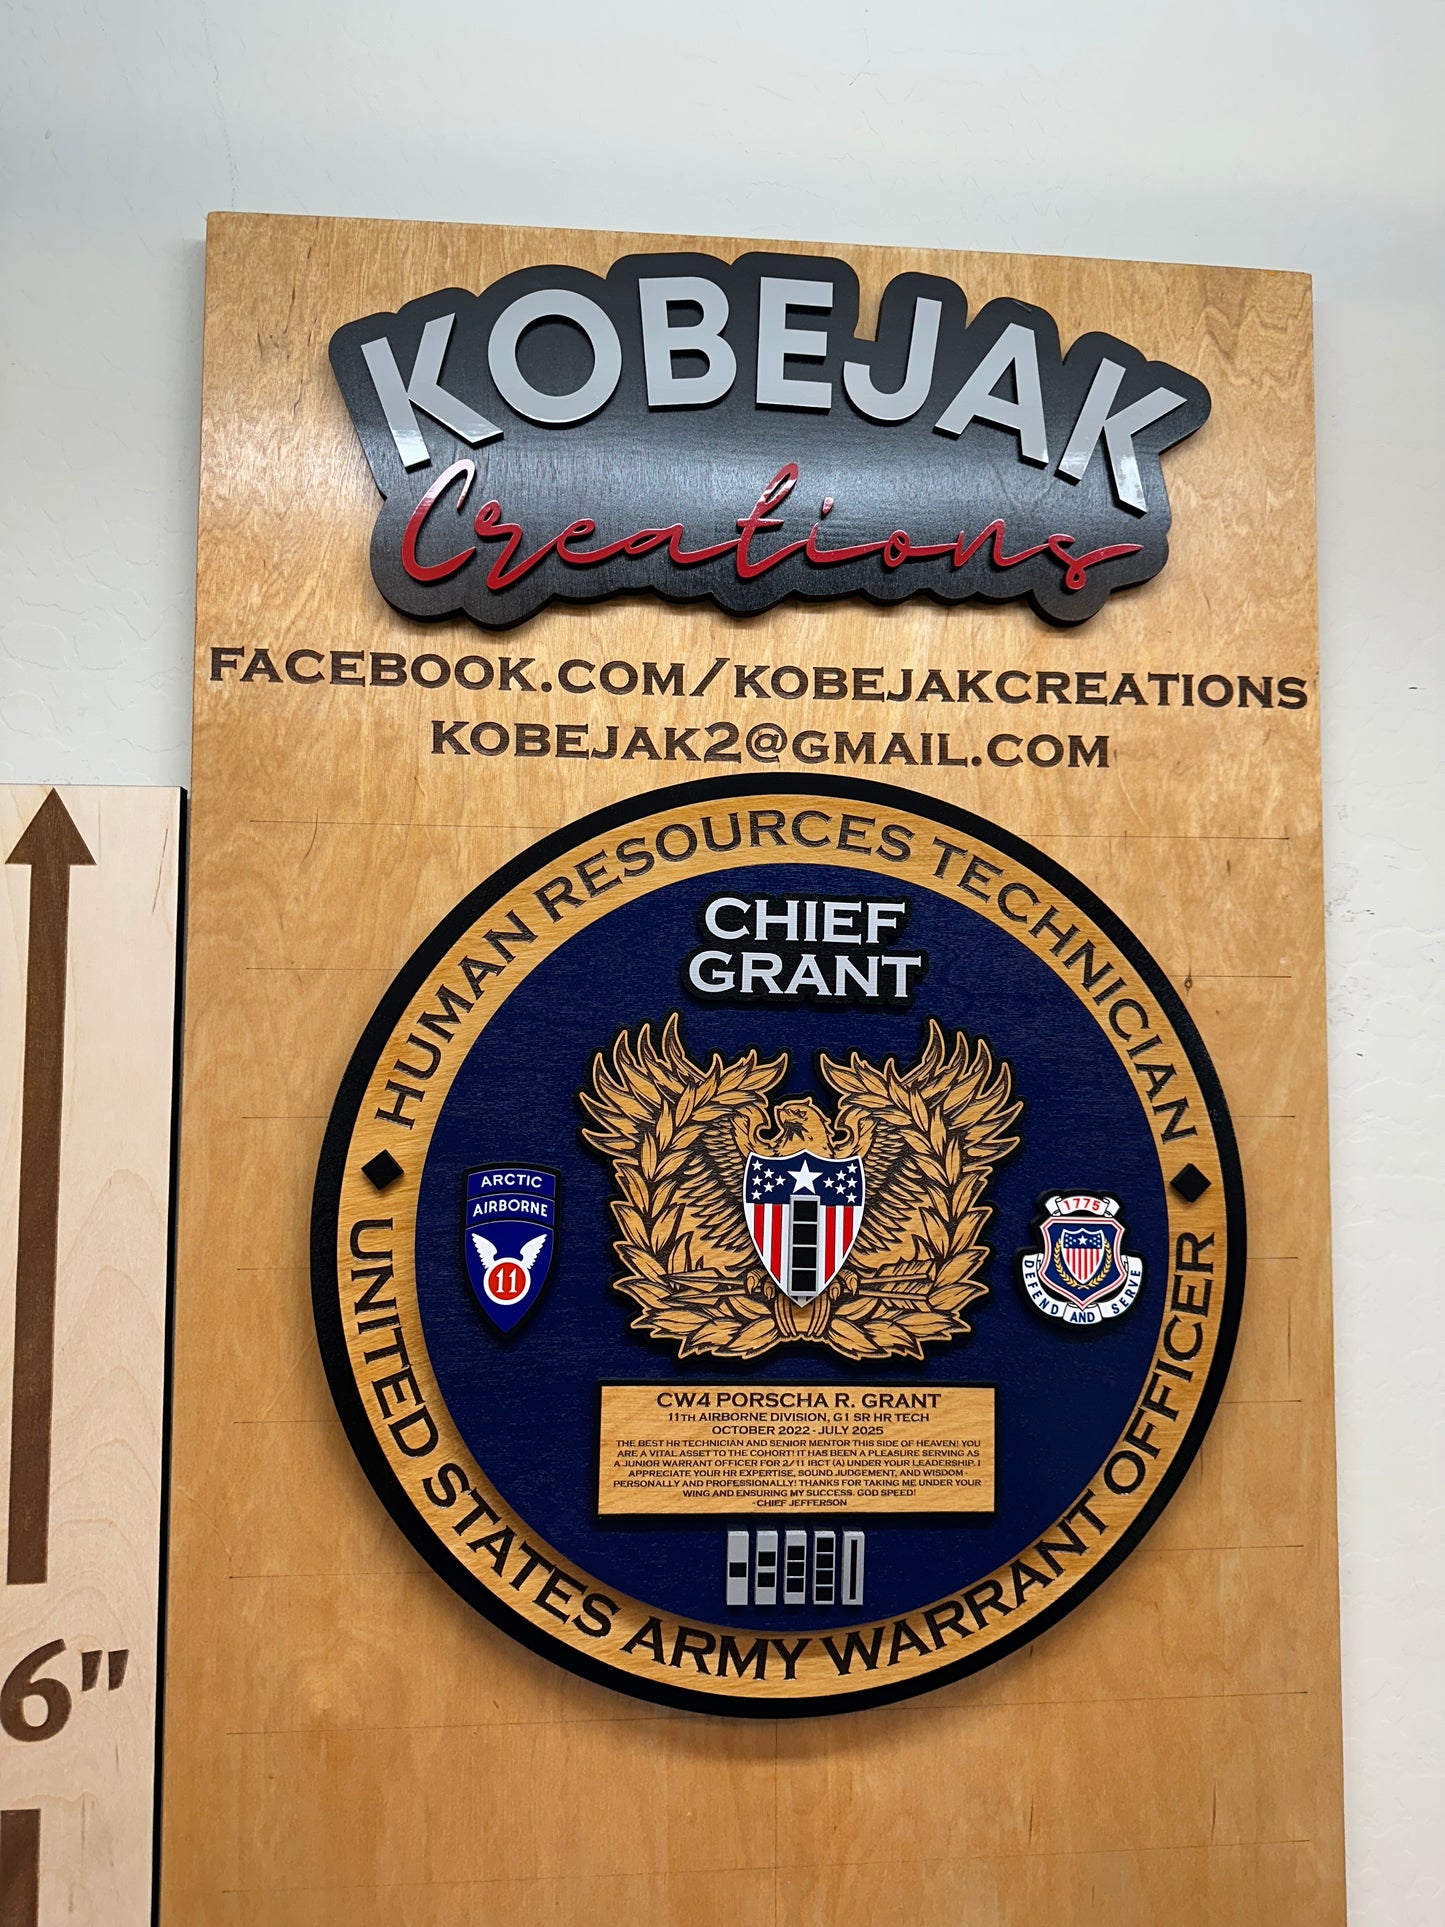 KOBEJAK
Creations
FACEBOOK.COM/KOBEJAKCREATIONS
KOBEJAK2@GMAIL.COM
HUMAN RESOURCES TECHNICIAN
CHIEF
GRANT
ARCTIC
AIRBORNE
11
1775
DEFEND AND SERVE
CW4 PORSCHA R. GRANT
11TH AIRBORNE DIVISION, G1 SR HR TECH
OCTOBER 2022 - JULY 2025
THE BEST HR TECHNICIAN AND SENIOR MENTOR THIS SIDE OF HEAVEN! YOU
ARE A VITAL ASSET TO THE COHORT! IT HAS BEEN A PLEASURE SERVING AS
A JUNIOR WARRANT OFFICER FOR 2/11 IBCT (A) UNDER YOUR LEADERSHIP. I
APPRECIATE YOUR HR EXPERTISE, SOUND JUDGEMENT, AND WISDOM -
PERSONALLY AND PROFESSIONALLY! THANKS FOR TAKING ME UNDER YOUR
WING AND ENSURING MY SUCCESS. GOD SPEED!
-CHIEF JEFFERSON
UNITED STATES ARMY WARRANT OFFICER
6"